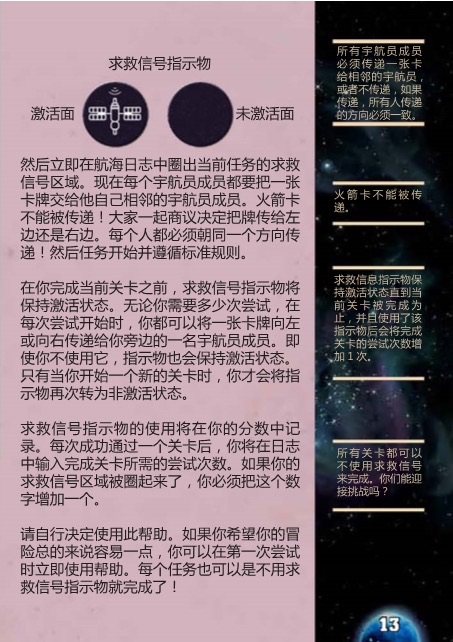 求救信号指示物
激活面
未激活面
然后立即在航海日志中圈出当前任务的求救
信号区域。现在每个宇航员成员都要把一张
卡牌交给他自己相邻的宇航员成员。火箭卡
不能被传递！大家一起商议决定把牌传给左
边还是右边。每个人都必须朝同一个方向传
递！然后任务开始并遵循标准规则。
在你完成当前关卡之前，求救信号指示物将
保持激活状态。无论你需要多少次尝试，在
每次尝试开始时，你都可以将一张卡牌向左
或向右传递给你旁边的一名宇航员成员。即
使你不使用它，指示物也会保持激活状态。
只有当你开始一个新的关卡时，你才会将指
示物再次转为非激活状态。
求救信号指示物的使用将在你的分数中记
录。每次成功通过一个关卡后，你将在日志
中输入完成关卡所需的尝试次数。如果你的
求救信号区域被圈起来了，你必须把这个数
字增加一个。
请自行决定使用此帮助。如果你希望你的冒
险总的来说容易一点，你可以在第一次尝试
时立即使用帮助。每个任务也可以是不用求
救信号指示物就完成了！
所有宇航员成员
必须传递一张卡
给相邻的宇航员，
或者不传递，如果
传递，所有人传递
的方向必须一致。
火箭卡不能被传
递。
求救信息指示物保
持激活状态直到当
前关卡被完成为
止，并且使用了该
指示物后会将完成
关卡的尝试次数增
加1次。
所有关卡都可以
不使用求救信号
来完成。你们能迎
接挑战吗？
13